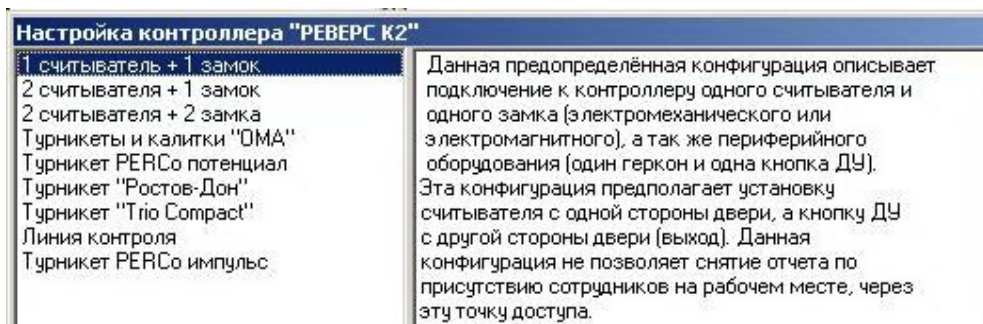 Настройка контроллера "РЕВЕРС К2"
1 считыватель + 1 замок
2 считывателя + 1 замок
2 считывателя + 2 замка
Турникеты и калитки "ОМА"
Турникет PERCo потенциал
Турникет "Ростов-Дон"
Турникет "Trio Compact"
Линия контроля
Турникет PERCo импульс
Данная предопределённая конфигурация описывает
подключение к контроллеру одного считывателя и
одного замка (электромеханического или
электромагнитного), а так же периферийного
оборудования (один геркон и одна кнопка ДУ).
Эта конфигурация предполагает установку
считывателя с одной стороны двери, а кнопку ДУ
с другой стороны двери (выход). Данная
конфигурация не позволяет снятие отчета по
присутствию сотрудников на рабочем месте, через
эту точку доступа.